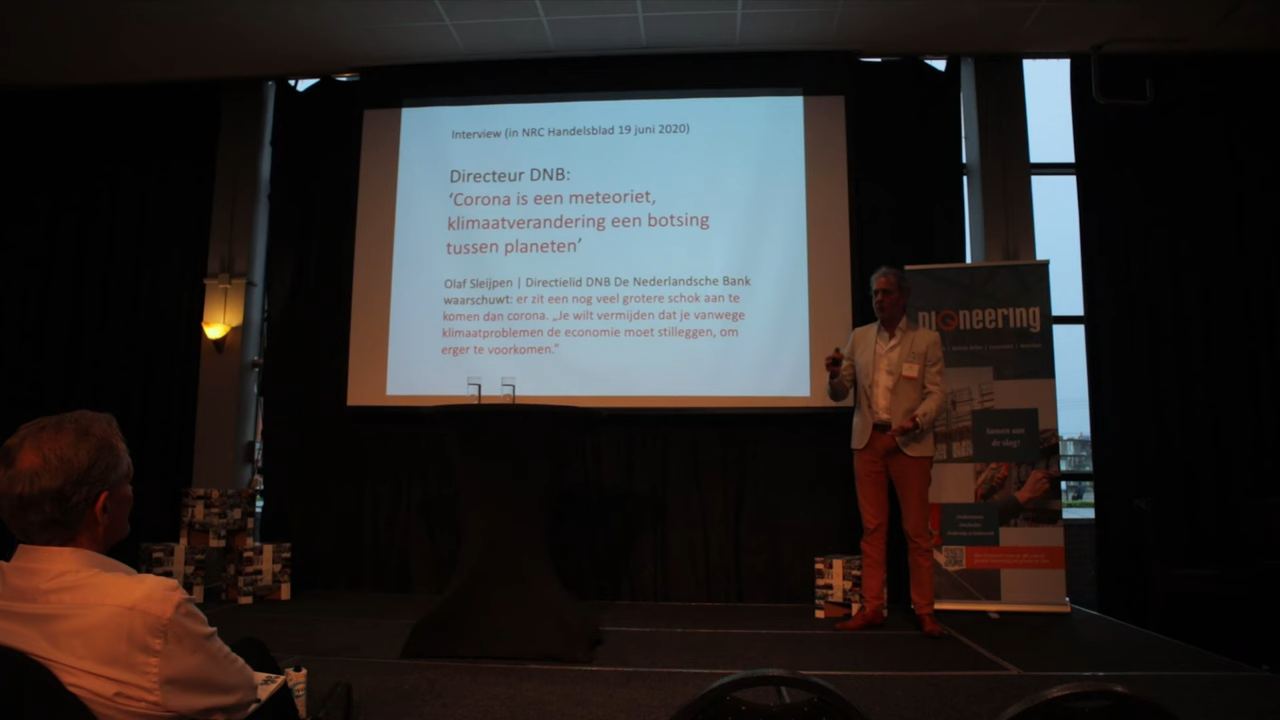 Interview (in NRC Handelsblad 19 juni 2020)
Directeur DNB:
‘Corona is een meteoriet,
klimaatverandering een botsing
tussen planeten’
Olaf Sleijpen | Directielid DNB De Nederlandsche Bank
waarschuwt: er zit een nog veel grotere schok aan te
komen dan corona. „Je wilt vermijden dat je vanwege
klimaatproblemen de economie moet stilleggen, om
erger te voorkomen.”
pioneering
Samen aan
de slag!